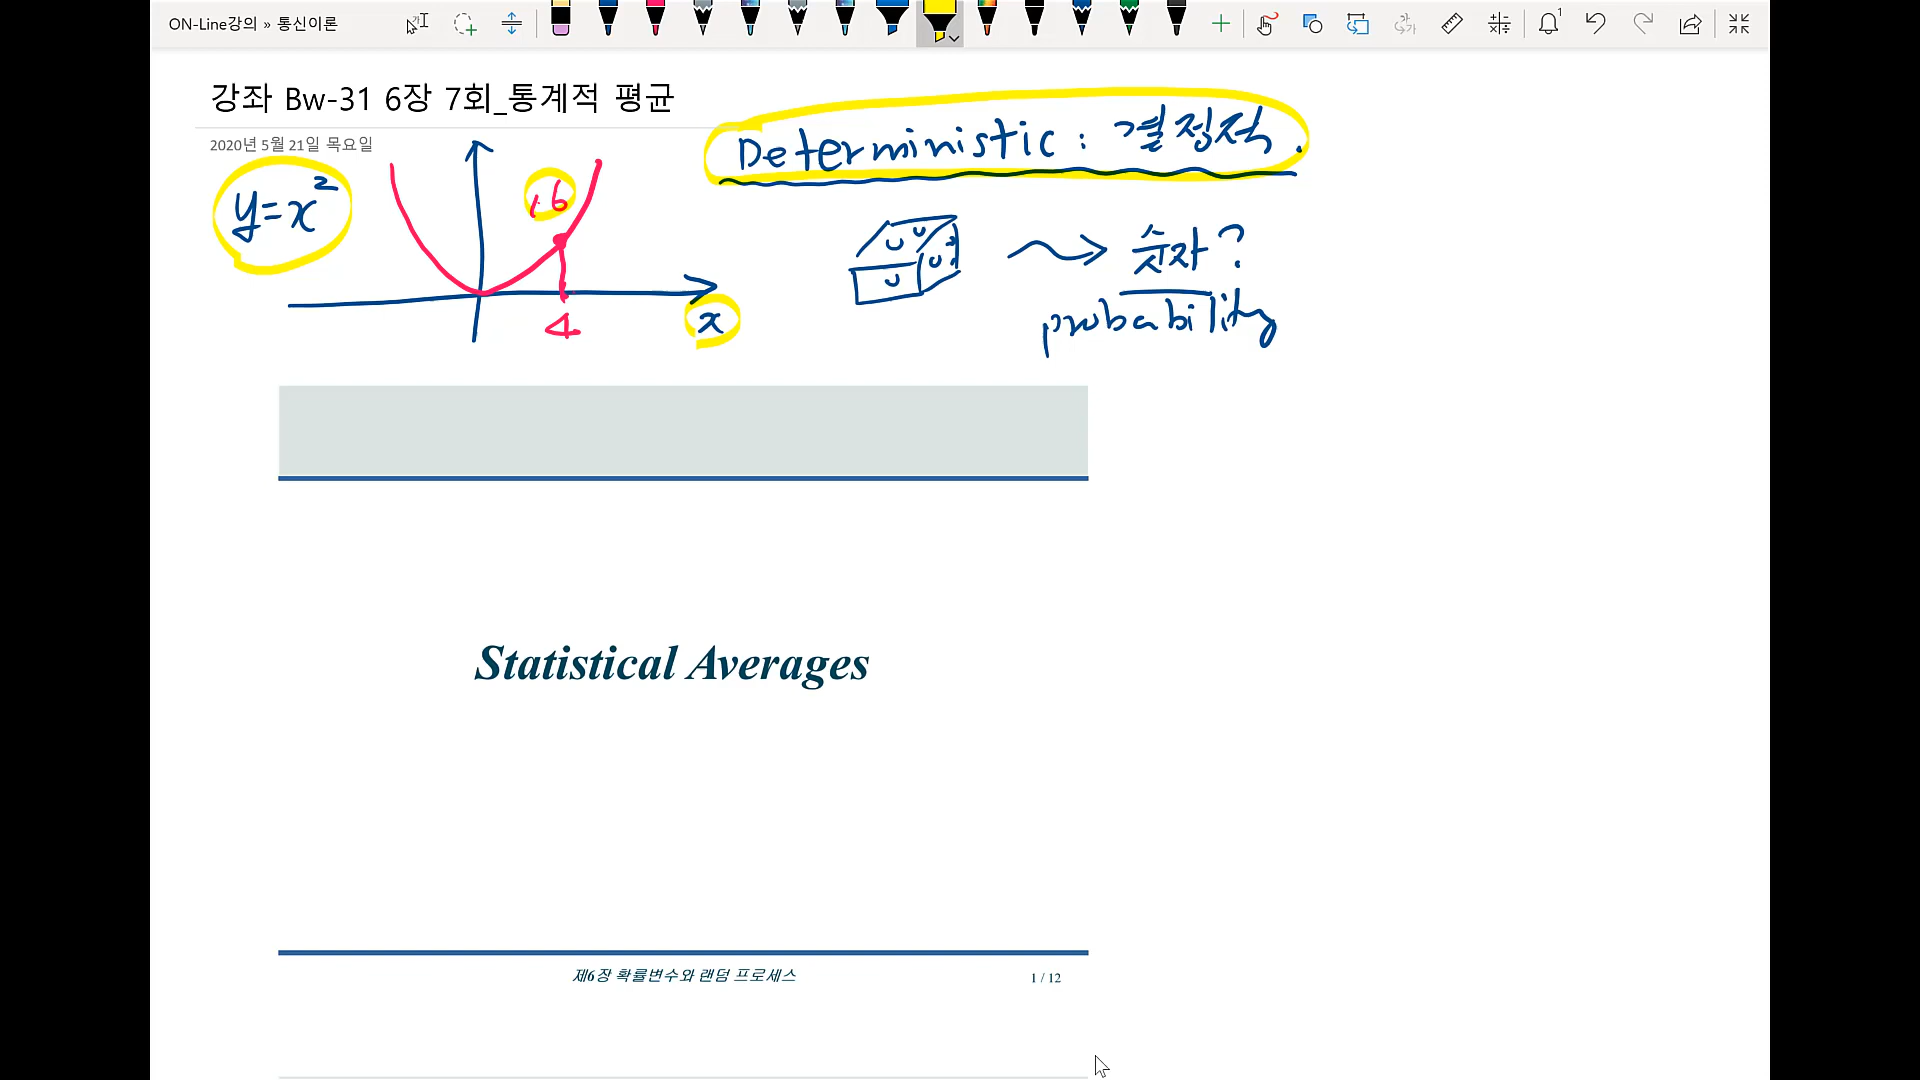 ON-Line강의 » 통신이론
강좌 Bw-31 6장 7회_통계적 평균
2020년 5월 21일 목요일
Deterministic : 결정적.
y=x²
16
4
x
숫자?
probability
Statistical Averages
제6장 확률변수와 랜덤 프로세스
1 / 12